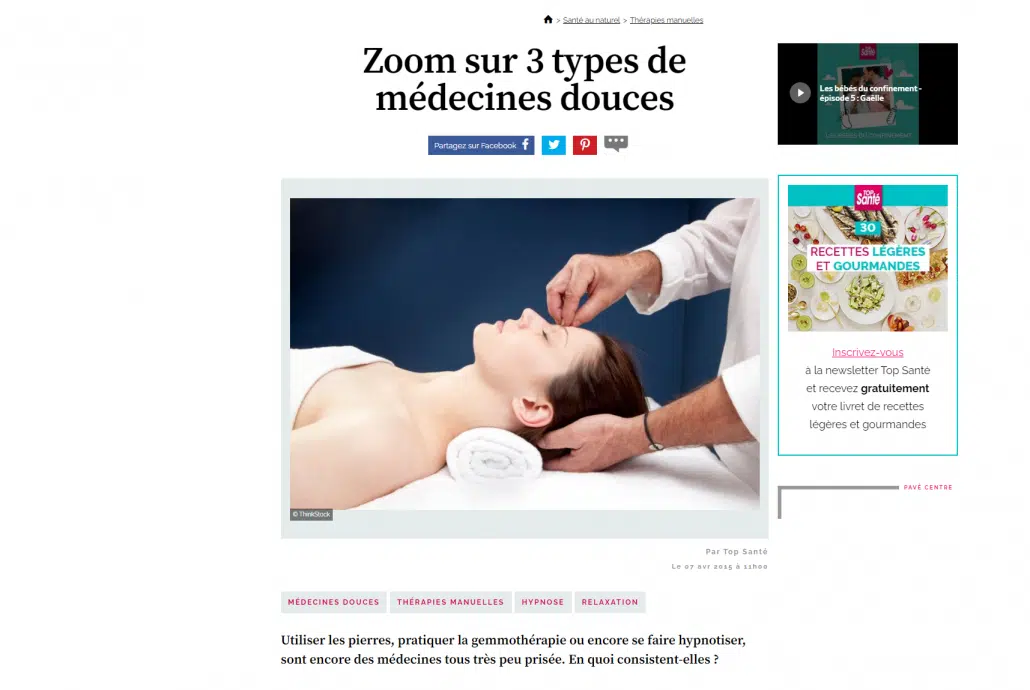 > Santé au naturel > Thérapies manuelles
Zoom sur 3 types de
médecines douces
Partagez sur Facebook
© ThinkStock
Par Top Santé
Le 07 avr 2015 à 11h00
MÉDECINES DOUCES
THÉRAPIES MANUELLES
HYPNOSE
RELAXATION
Utiliser les pierres, pratiquer la gemmothérapie ou encore se faire hypnotiser,
sont encore des médecines tous très peu prisée. En quoi consistent-elles ?
Les bébés du confinement -
épisode 5 : Gaëlle
LES BÉBÉS DU CONFINEMENT
TOP
Santé
30
RECETTES LÉGÈRES
ET GOURMANDES
Inscrivez-vous
à la newsletter Top Santé
et recevez gratuitement
votre livret de recettes
légères et gourmandes
PAVÉ CENTRE